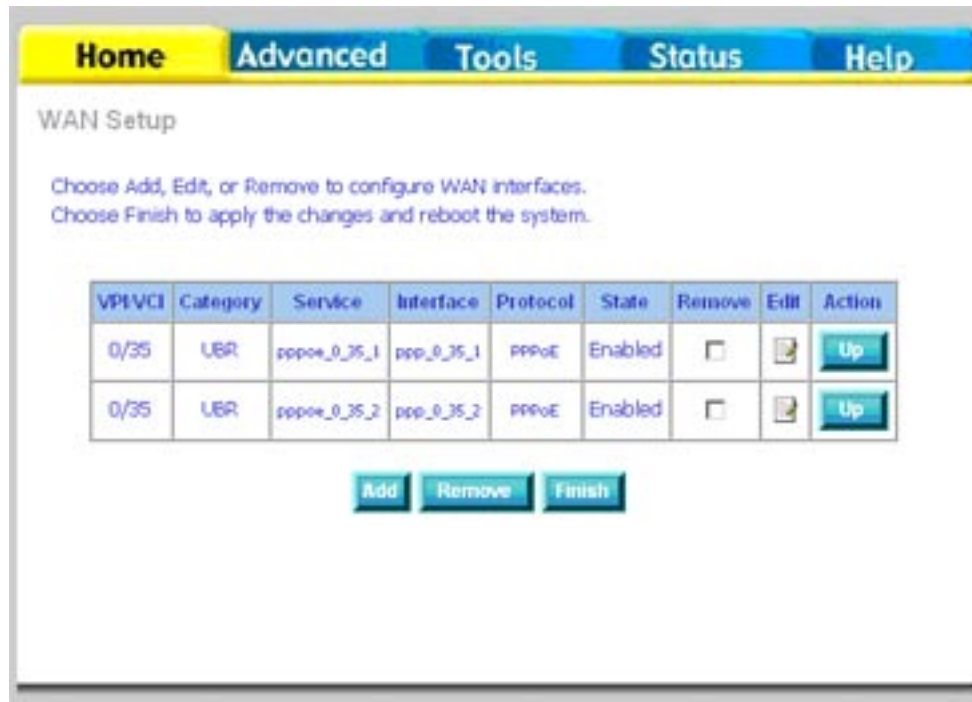 Home Advanced Tools Status Help
WAN Setup
Choose Add, Edit, or Remove to configure WAN interfaces.
Choose Finish to apply the changes and reboot the system.
VPI/VCI Category Service Interface Protocol State Remove Edit Action
0/35 UBR pppoe_0_35_1 ppp_0_35_1 PPPoE Enabled Up
0/35 UBR pppoe_0_35_2 ppp_0_35_2 PPPoE Enabled Up
Add Remove Finish